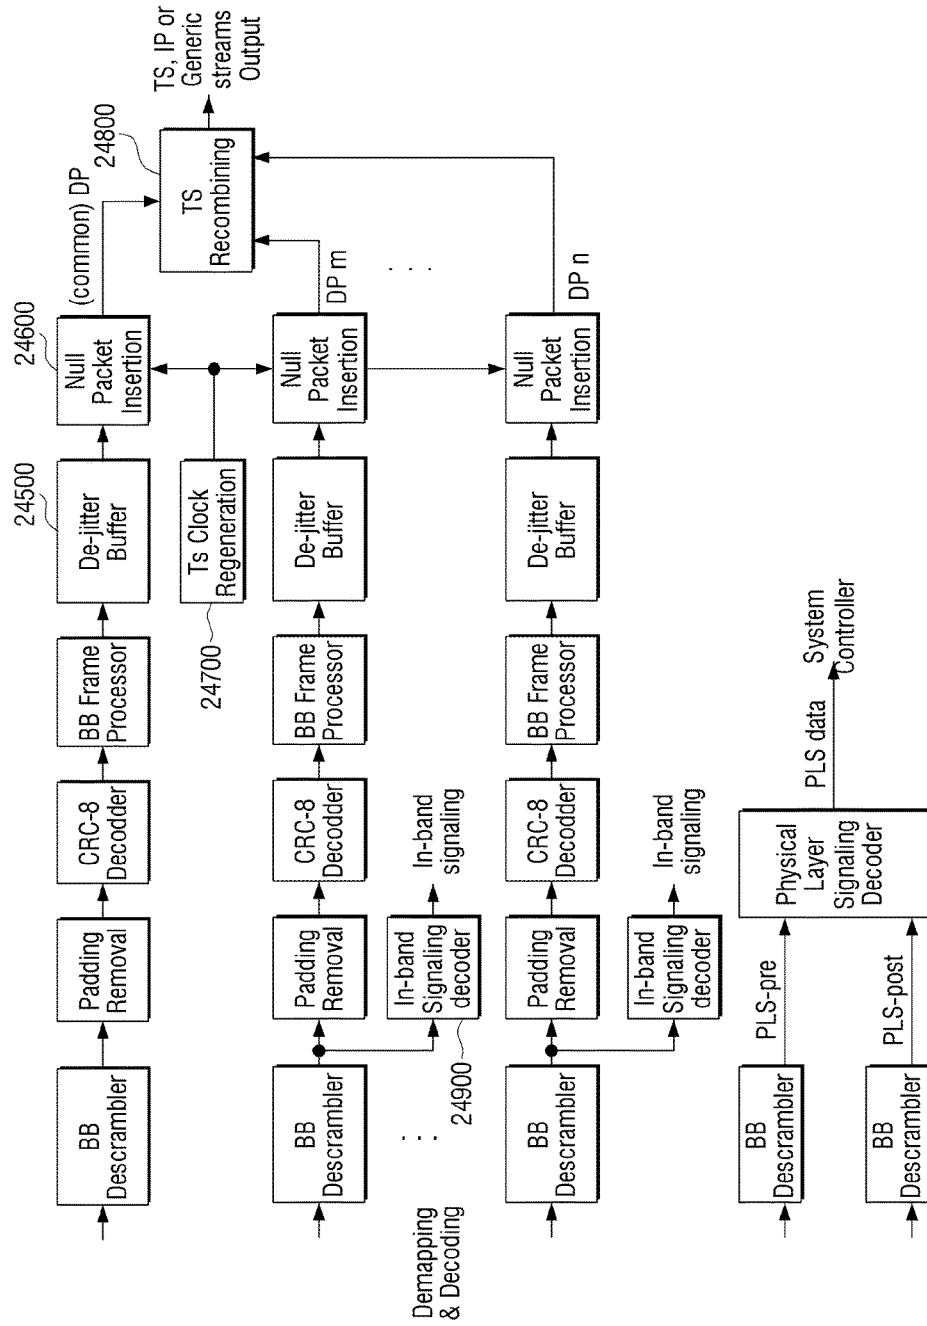 BB
Descrambler
Padding
Removal
CRC-8
Decodder
BB Frame
Processor
24500
De-jitter
Buffer
24600
Null
Packet
Insertion
(common) DP
24800
TS
Recombining
TS, IP or
Generic
streams
Output
24700
Ts Clock
Regeneration
BB
Descrambler
Padding
Removal
CRC-8
Decodder
BB Frame
Processor
De-jitter
Buffer
Null
Packet
Insertion
DP m
24900
In-band
Signaling
decoder
In-band
signaling
Demapping
& Decoding
. . .
. . .
BB
Descrambler
Padding
Removal
CRC-8
Decodder
BB Frame
Processor
De-jitter
Buffer
Null
Packet
Insertion
DP n
In-band
Signaling
decoder
In-band
signaling
BB
Descrambler
PLS-pre
Physical
Layer
Signaling
Decoder
PLS data
System
Controller
BB
Descrambler
PLS-post